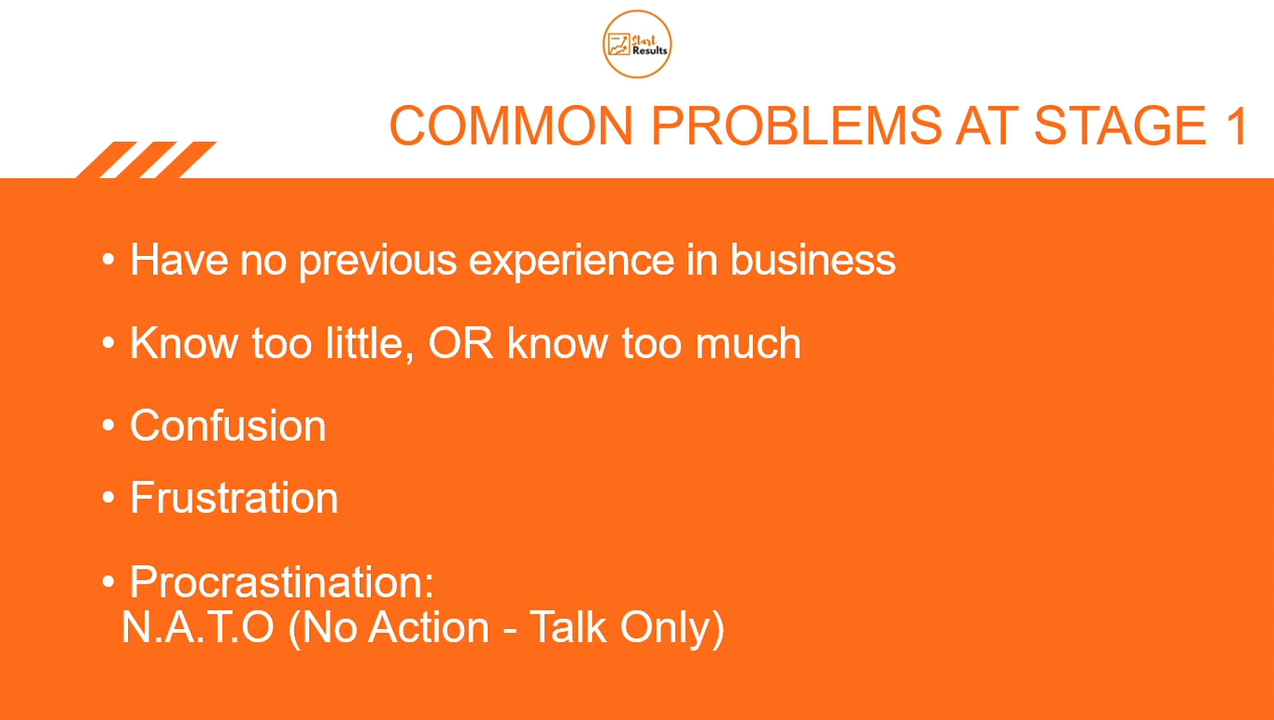 Start
Results
COMMON PROBLEMS AT STAGE 1
• Have no previous experience in business
• Know too little, OR know too much
• Confusion
• Frustration
• Procrastination:
N.A.T.O (No Action - Talk Only)